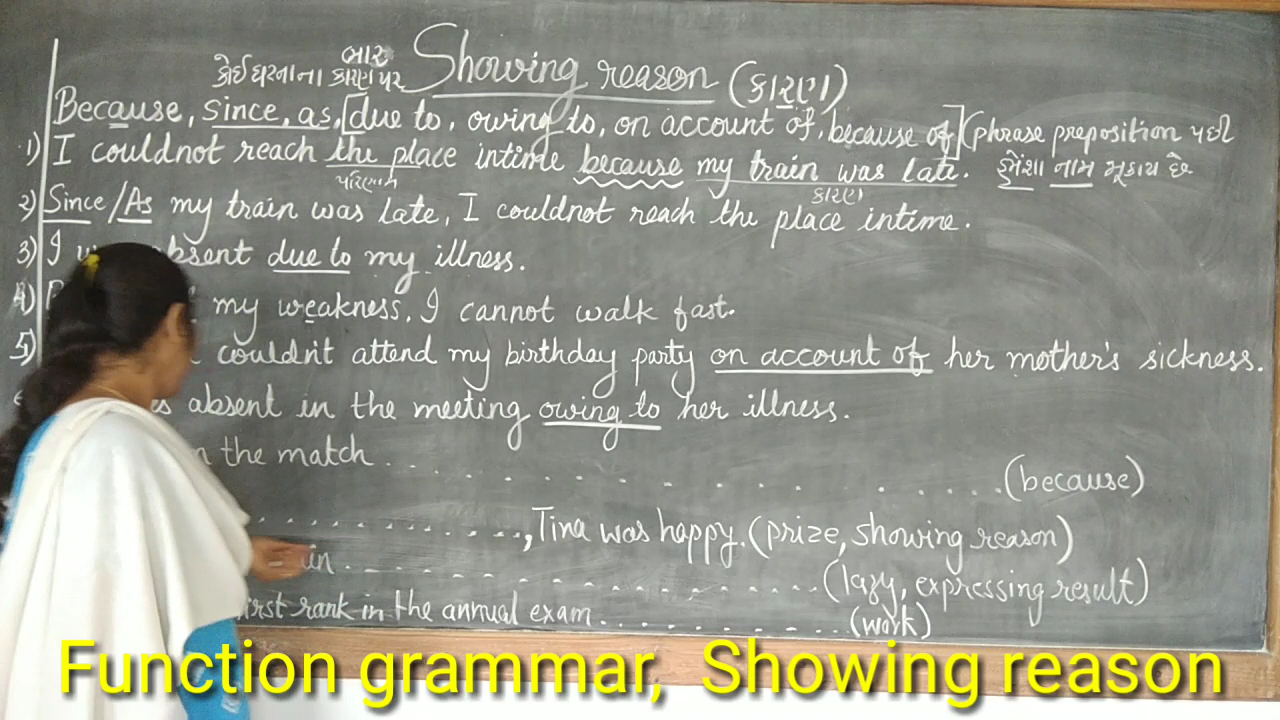 બાર
કોઈ ઘટનાના કારણ પર Showing reason (કારણ)
Because, since, as, [due to, owing to, on account of, because of] (phrase preposition પછી
1) I couldnot reach the place intime because my train was late. હંમેશા નામ મૂકાય છે
પરિણામ કારણ
2) Since/As my train was late, I couldnot reach the place intime.
3) I absent due to my illness.
4) my weakness, I cannot walk fast.
5) couldn't attend my birthday party on account of her mother's sickness.
absent in the meeting owing to her illness.
the match . . . . . . . . . . . . . . (because)
. . . . . . . . . . . . ., Tina was happy. (prize, showing reason)
in . . . . . . . . . . . . . . . . . . (lazy, expressing result)
first rank in the annual exam . . . . . . . . . (work)
Function grammar, Showing reason